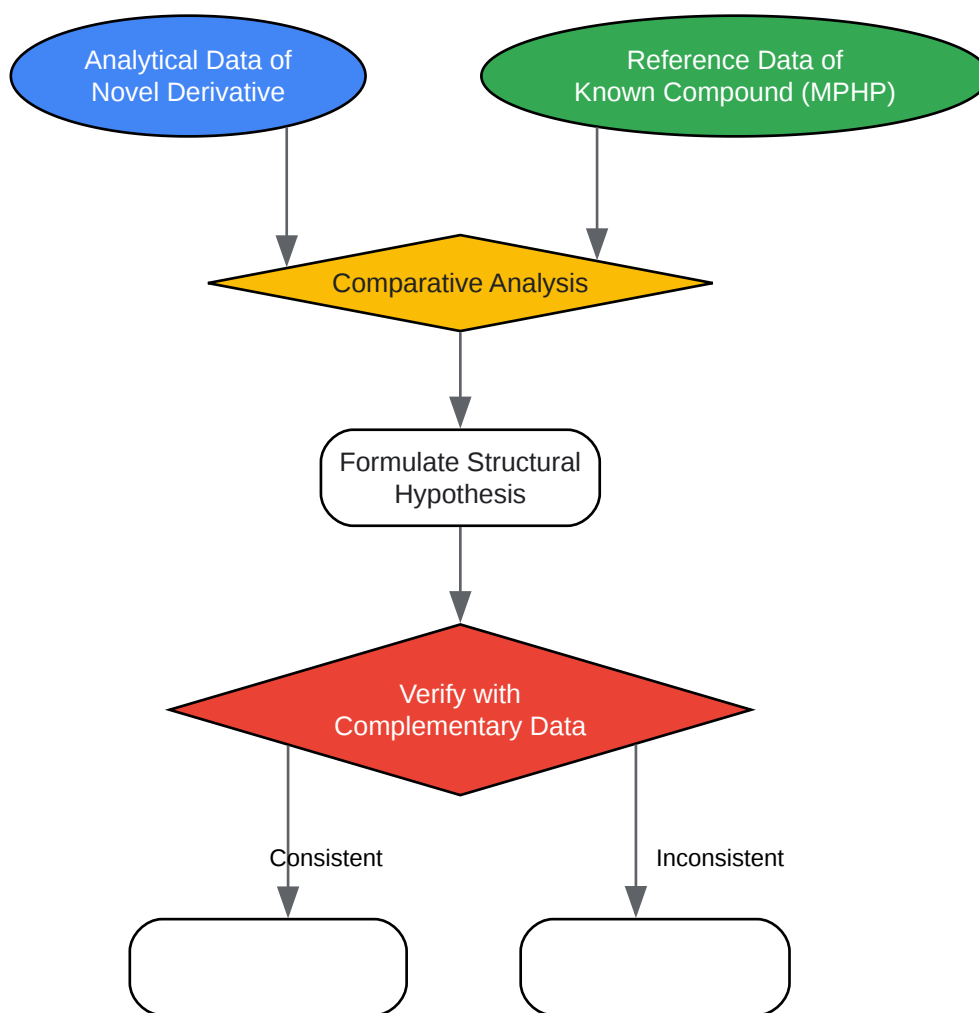 Analytical Data of
Novel Derivative
Reference Data of
Known Compound (MPHP)
Comparative Analysis
Formulate Structural
Hypothesis
Verify with
Complementary Data
Consistent
Inconsistent